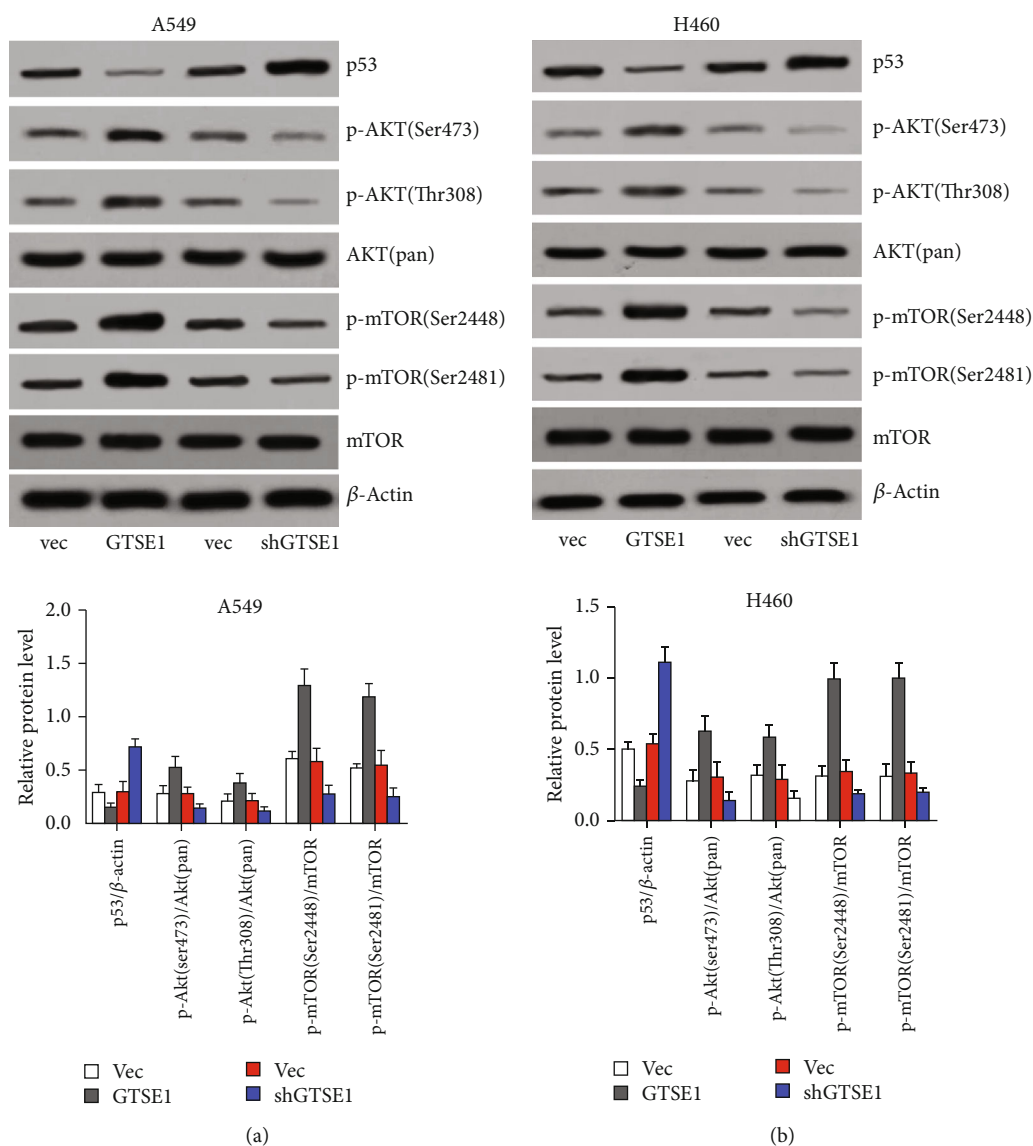 A549
p53
p-AKT(Ser473)
p-AKT(Thr308)
AKT(pan)
p-mTOR(Ser2448)
p-mTOR(Ser2481)
mTOR
β-Actin
vec GTSE1 vec shGTSE1
A549
Relative protein level
2.0
1.5
1.0
0.5
0.0
p53/β-actin
p-Akt(ser473)/Akt(pan)
p-Akt(Thr308)/Akt(pan)
p-mTOR(Ser2448)/mTOR
p-mTOR(Ser2481)/mTOR
Vec
GTSE1
Vec
shGTSE1
(a)
H460
p53
p-AKT(Ser473)
p-AKT(Thr308)
AKT(pan)
p-mTOR(Ser2448)
p-mTOR(Ser2481)
mTOR
β-Actin
vec GTSE1 vec shGTSE1
H460
Relative protein level
1.5
1.0
0.5
0.0
p53/β-actin
p-Akt(ser473)/Akt(pan)
p-Akt(Thr308)/Akt(pan)
p-mTOR(Ser2448)/mTOR
p-mTOR(Ser2481)/mTOR
Vec
GTSE1
Vec
shGTSE1
(b)